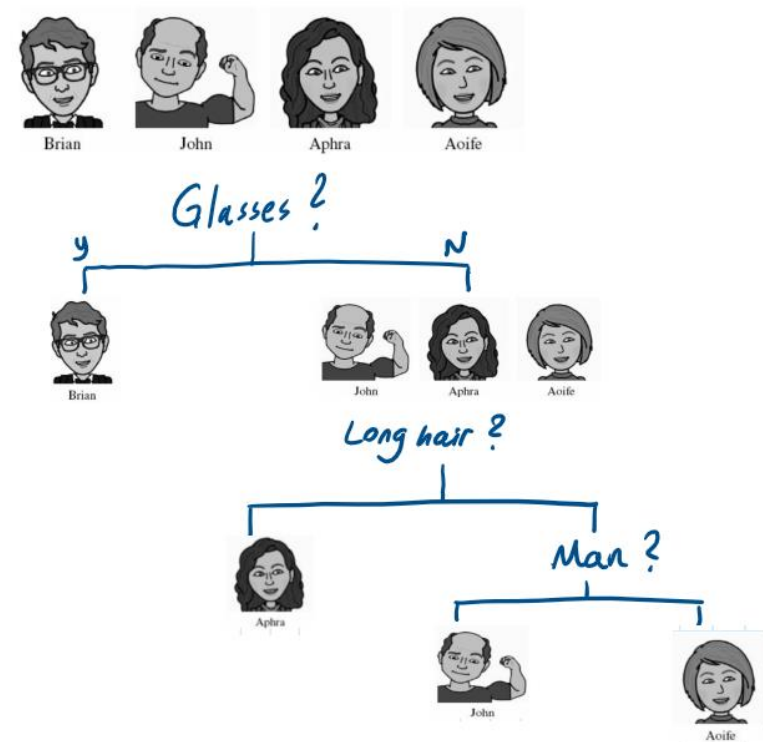 Brian John Aphra Aoife
Glasses ?
y N
Brian John Aphra Aoife
Long hair ?
Man ?
Aphra
John
Aoife